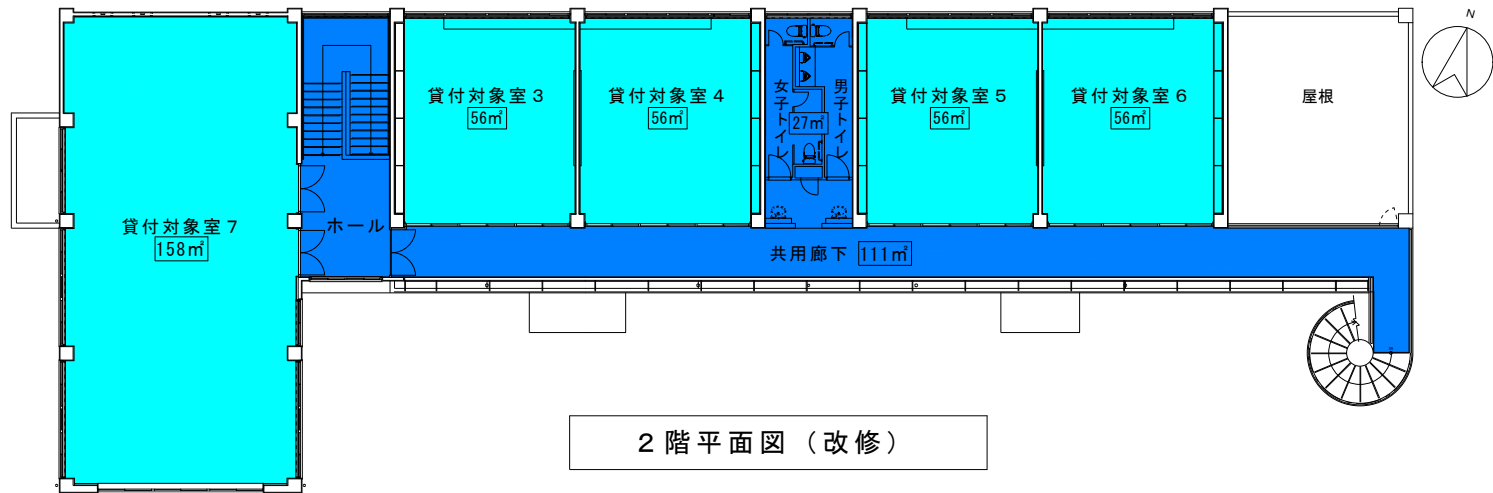 N
貸付対象室3
56㎡
貸付対象室4
56㎡
女子トイレ
男子トイレ
27㎡
貸付対象室5
56㎡
貸付対象室6
56㎡
屋根
貸付対象室7
158㎡
ホール
共用廊下 111㎡
2階平面図(改修)